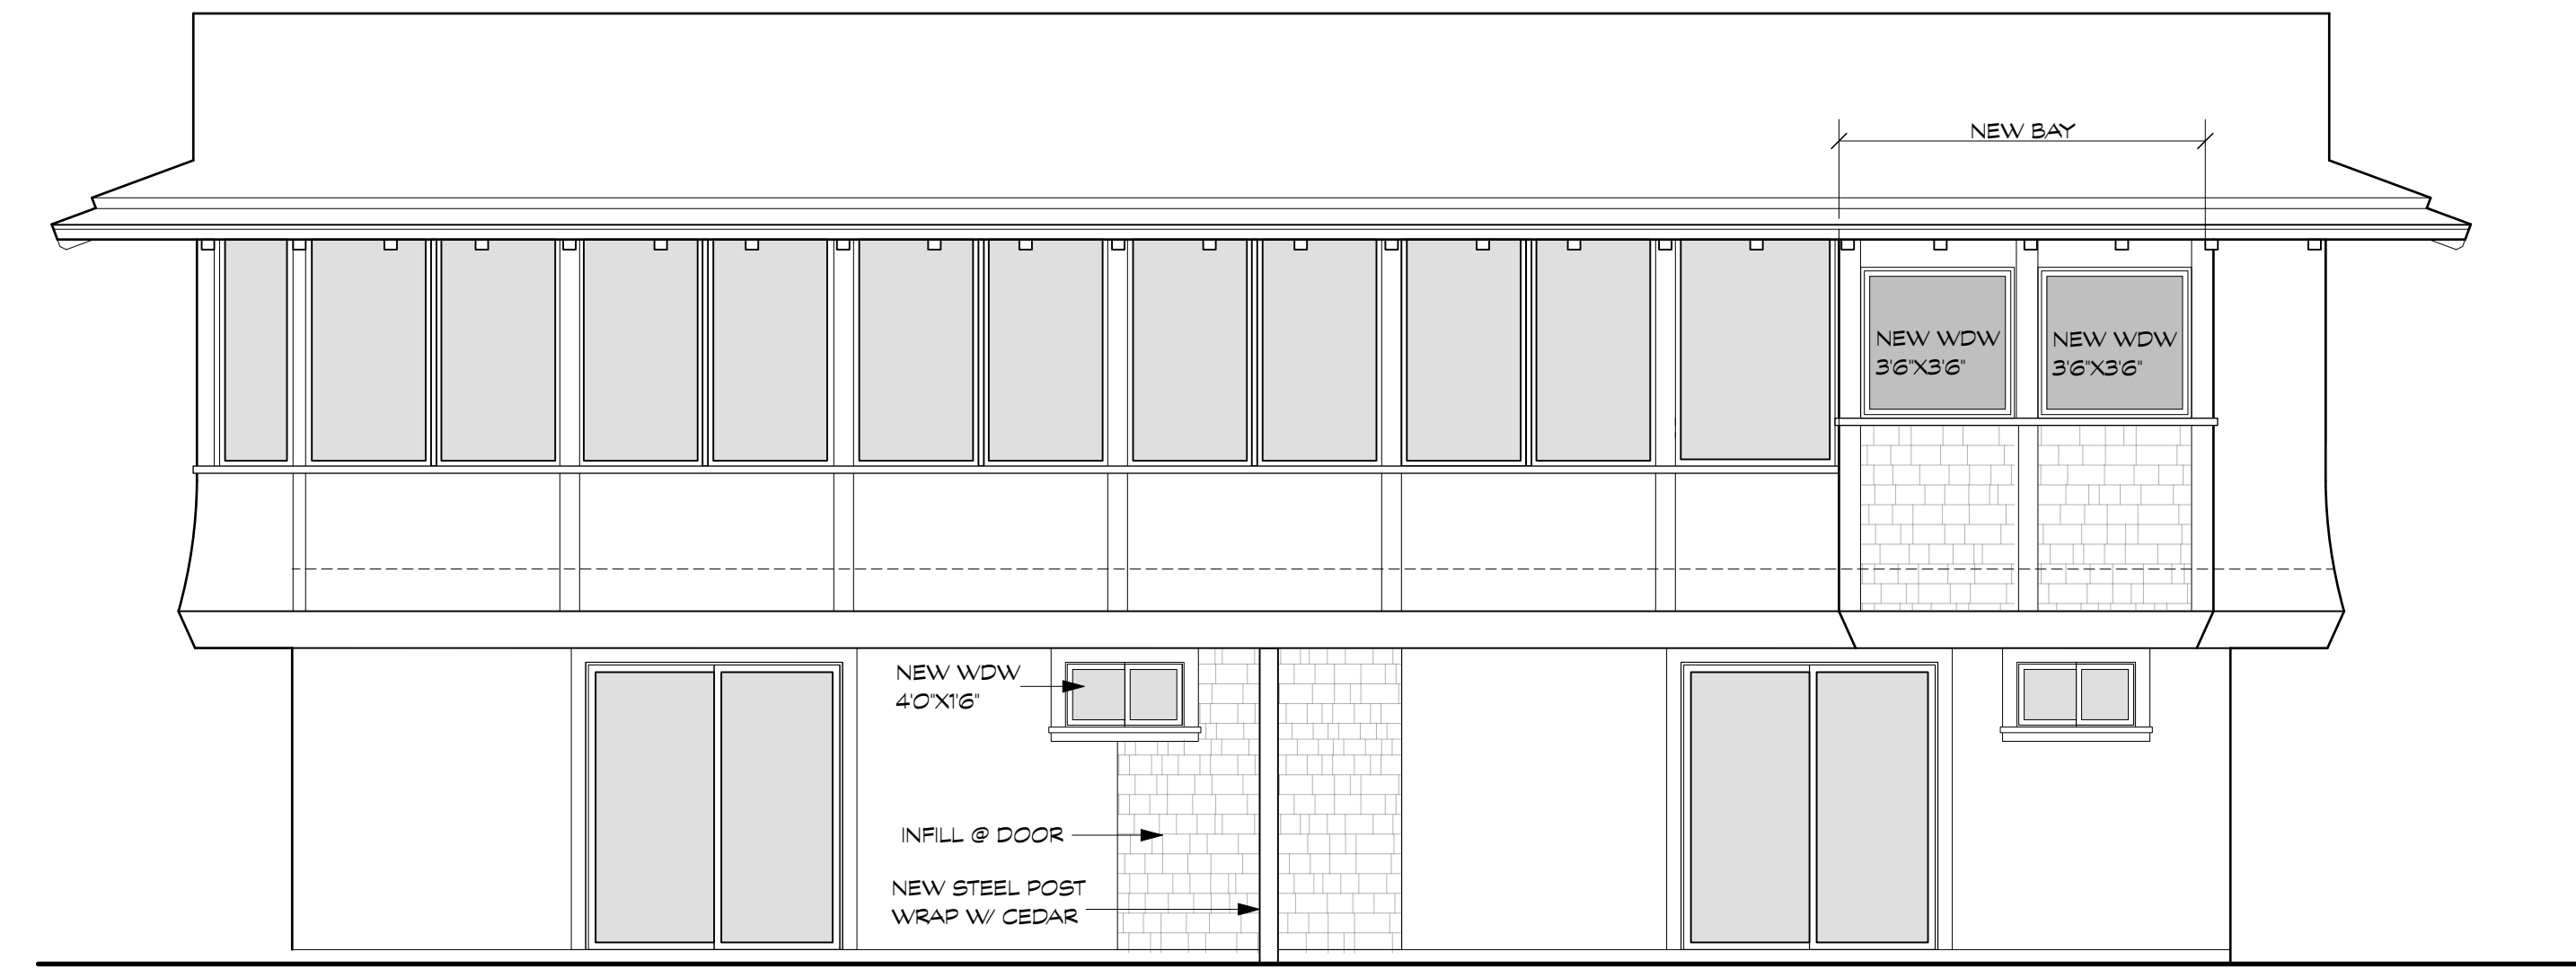 NEW BAY
NEW WDW
3'6"X3'6"
NEW WDW
3'6"X3'6"
NEW WDW
4'0"X1'6"
INFILL @ DOOR
NEW STEEL POST
WRAP W/ CEDAR